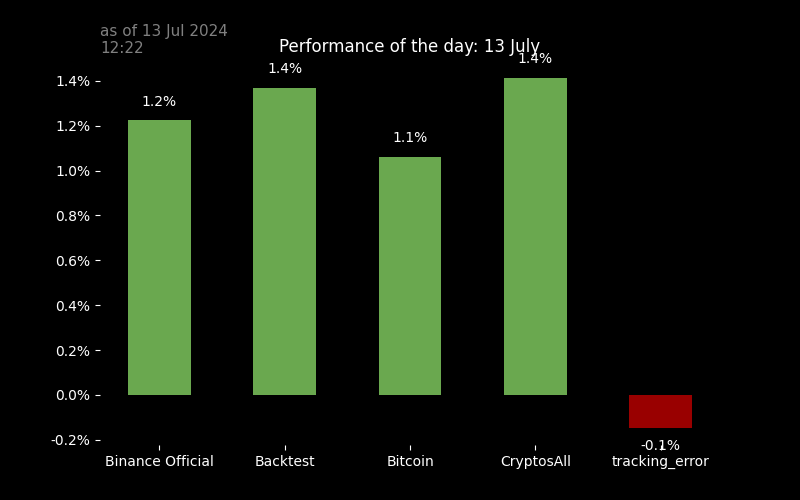 as of 13 Jul 2024
12:22
Performance of the day: 13 July
1.4%
1.2%
1.0%
0.8%
0.6%
0.4%
0.2%
0.0%
-0.2%
1.2%
1.4%
1.1%
1.4%
-0.1%
Binance Official
Backtest
Bitcoin
CryptosAll
tracking_error